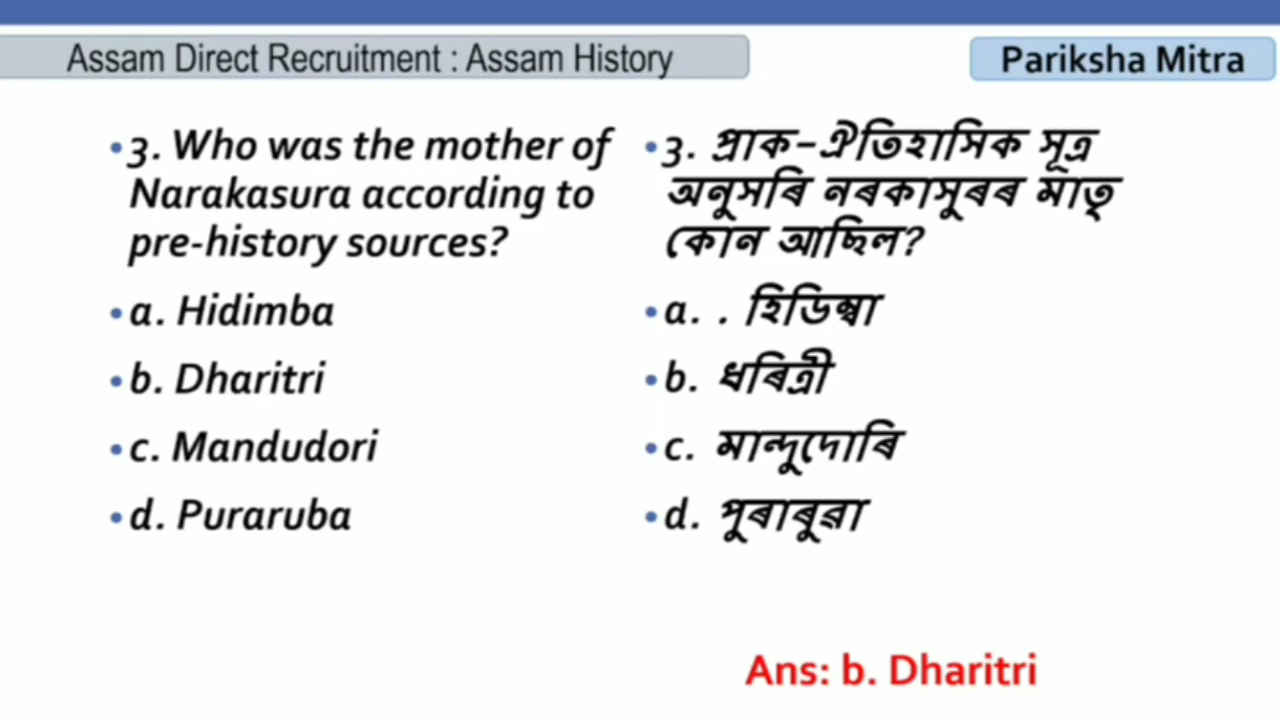 Assam Direct Recruitment : Assam History
Pariksha Mitra
•3. Who was the mother of
Narakasura according to
pre-history sources?
•a. Hidimba
•b. Dharitri
•c. Mandudori
•d. Puraruba
•3. প্ৰাক-ঐতিহাসিক সূত্ৰ
অনুসৰি নৰকাসুৰৰ মাতৃ
কোন আছিল?
•a. . হিডিম্বা
•b. ধৰিত্ৰী
•c. মান্দুদোৰি
•d. পুৰাৰুৱা
Ans: b. Dharitri